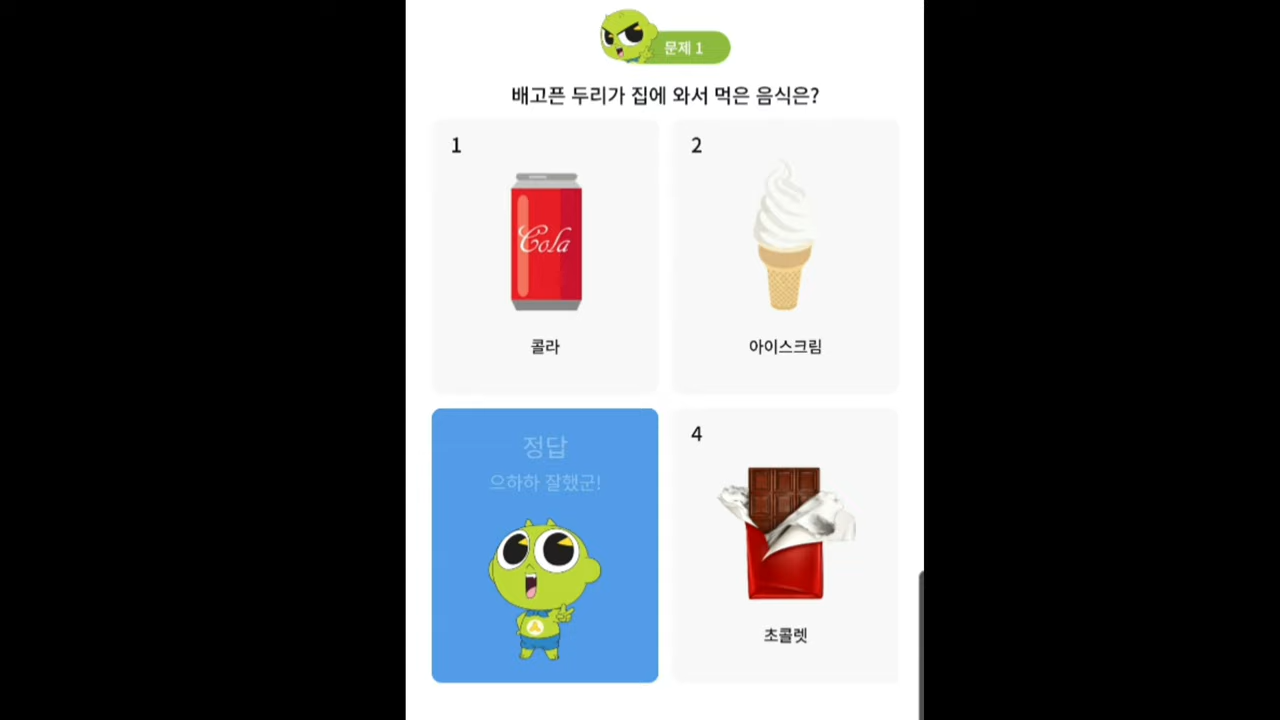 문제 1
배고픈 두리가 집에 와서 먹은 음식은?
1
Cola
콜라
2
아이스크림
정답
으하하 잘했군!
4
초콜렛